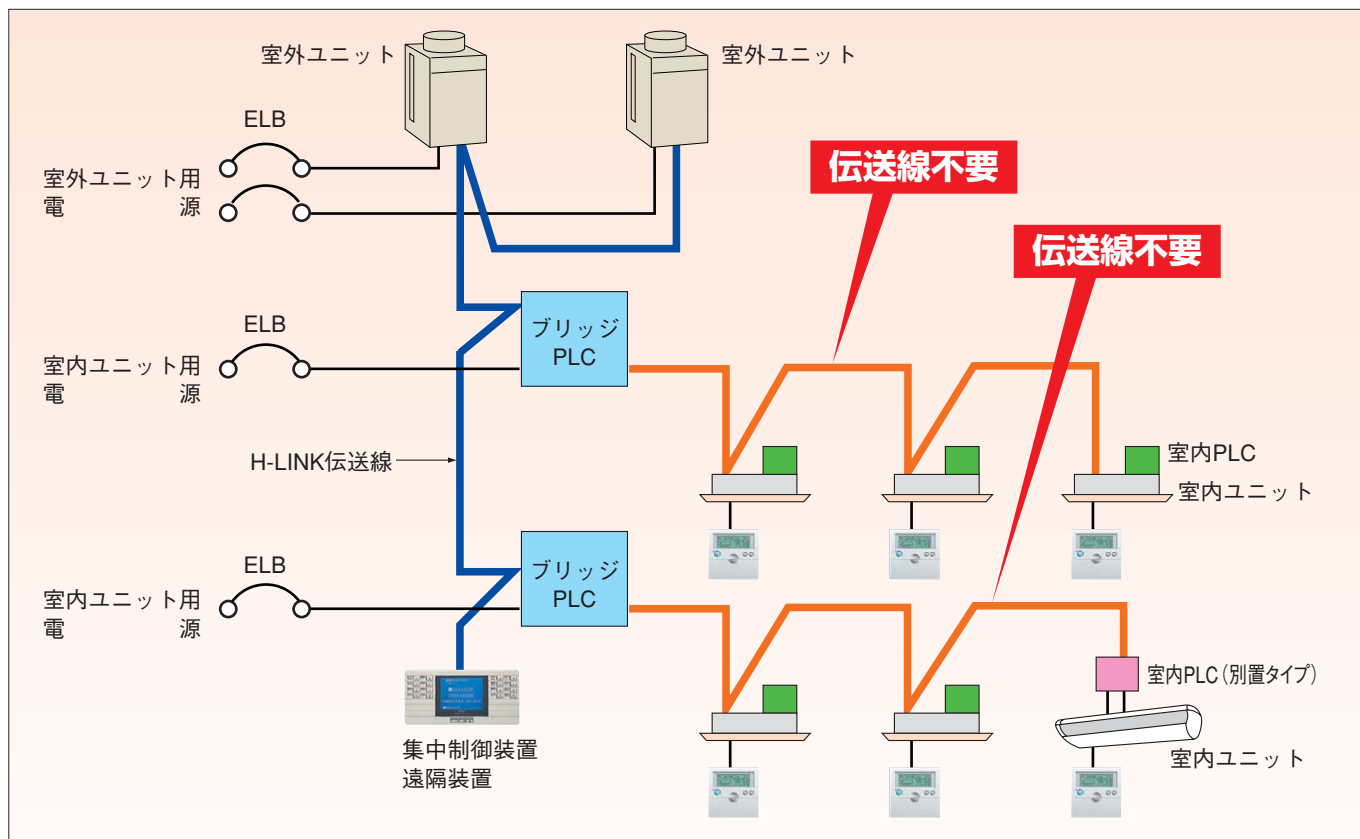 室外ユニット
室外ユニット
ELB
室外ユニット用
電 源
伝送線不要
伝送線不要
ELB
室内ユニット用
電 源
ブリッジ
PLC
H-LINK伝送線
室内PLC
室内ユニット
ELB
室内ユニット用
電 源
ブリッジ
PLC
室内PLC（別置タイプ）
室内ユニット
集中制御装置
遠隔装置